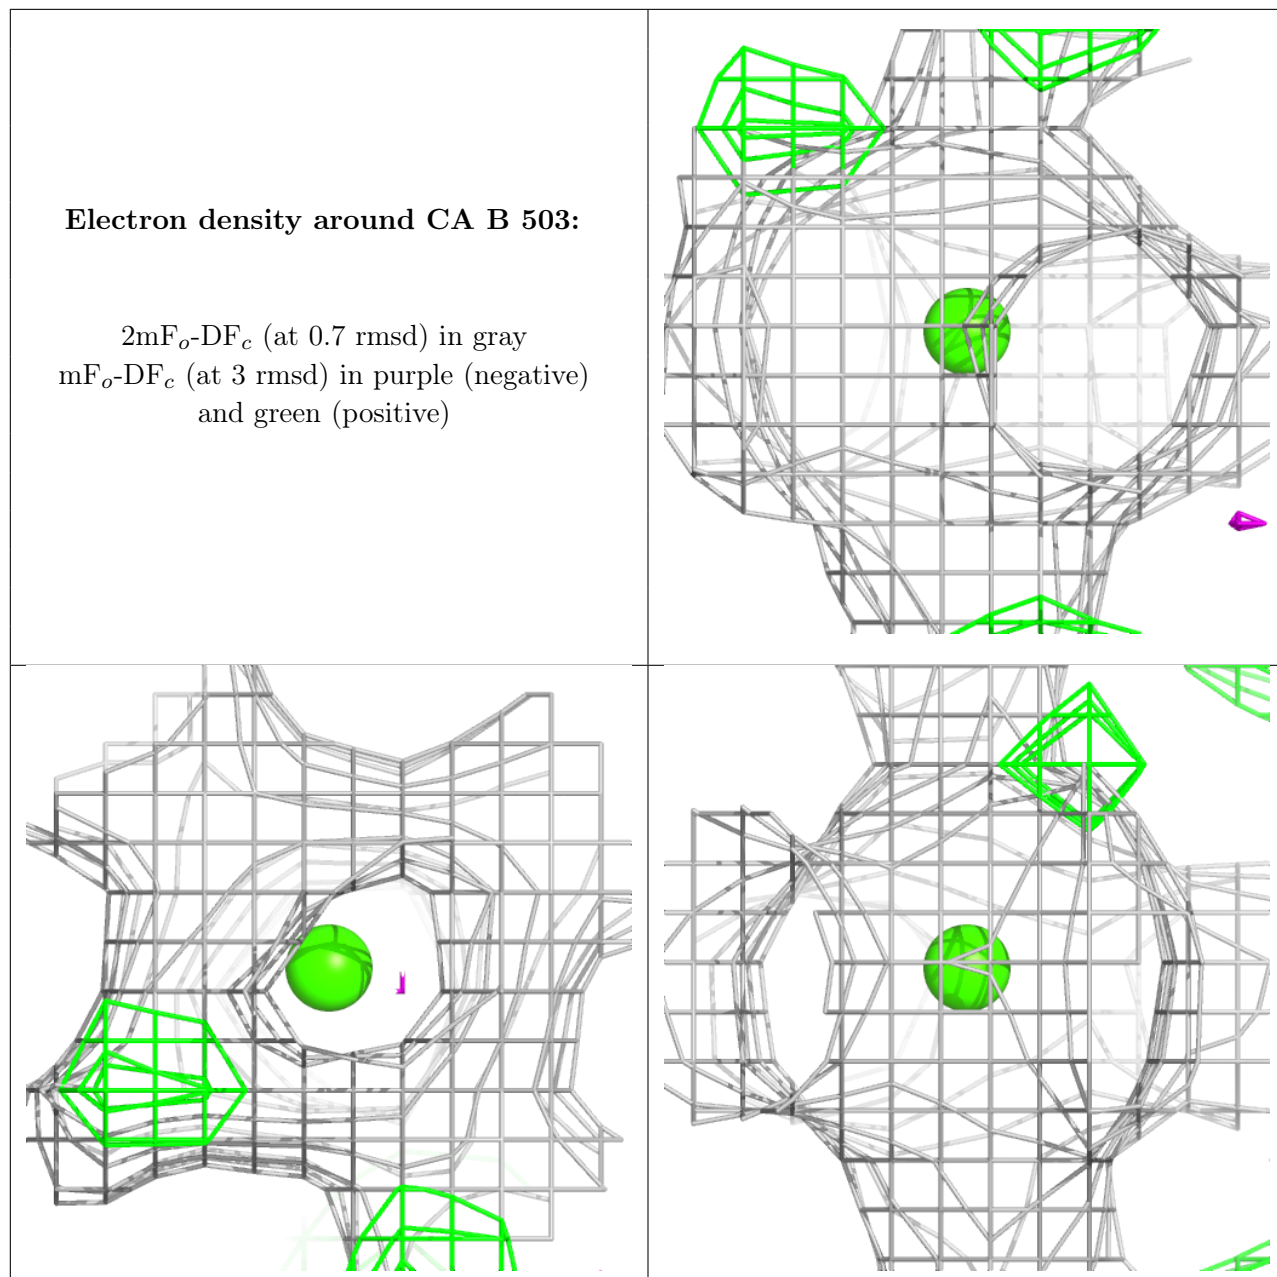 Electron density around CA B 503:
2mFo-DFc (at 0.7 rmsd) in gray
mFo-DFc (at 3 rmsd) in purple (negative)
and green (positive)